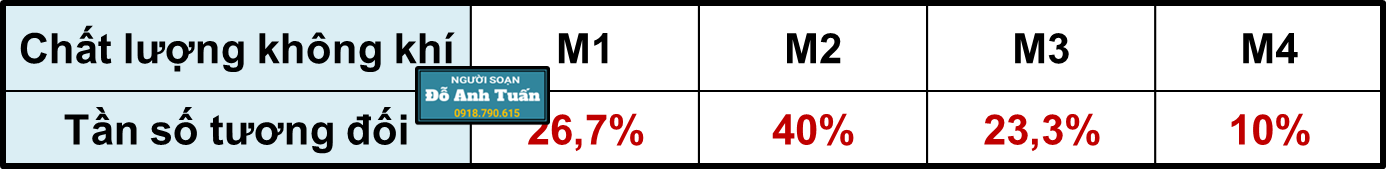 Chất lượng không khí M1 M2 M3 M4
NGƯỜI SOẠN
Đỗ Anh Tuấn
0918.790.615
Tần số tương đối 26,7% 40% 23,3% 10%